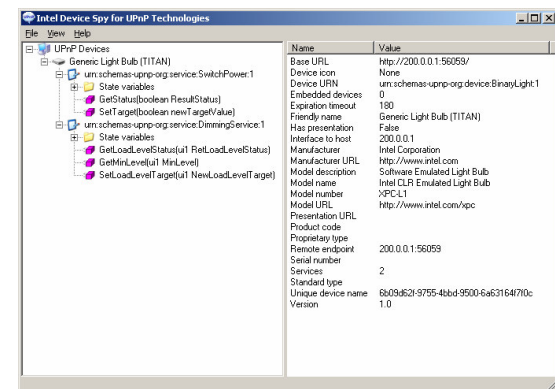 Intel Device Spy for UPnP Technologies
File View Help
UPnP Devices
Generic Light Bulb (TITAN)
urn:schemas-upnp-org:service:SwitchPower:1
State variables
GetStatus(boolean ResultStatus)
SetTarget(boolean newTargetValue)
urn:schemas-upnp-org:service:DimmingService:1
State variables
GetLoadLevelStatus(ui1 RetLoadLevelStatus)
GetMinLevel(ui1 MinLevel)
SetLoadLevelTarget(ui1 NewLoadLevelTarget)
Name Value
Base URL http://200.0.0.1:56059/
Device icon None
Device URN urn:schemas-upnp-org:device:BinaryLight:1
Embedded devices 0
Expiration timeout 180
Friendly name Generic Light Bulb (TITAN)
Has presentation False
Interface to host 200.0.0.1
Manufacturer Intel Corporation
Manufacturer URL http://www.intel.com
Model description Software Emulated Light Bulb
Model name Intel CLR Emulated Light Bulb
Model number XPC-L1
Model URL http://www.intel.com/xpc
Presentation URL
Product code
Proprietary type
Remote endpoint 200.0.0.1:56059
Serial number
Services 2
Standard type
Unique device name 6b09d62f-9755-4bbd-9500-6a63164f7f0c
Version 1.0